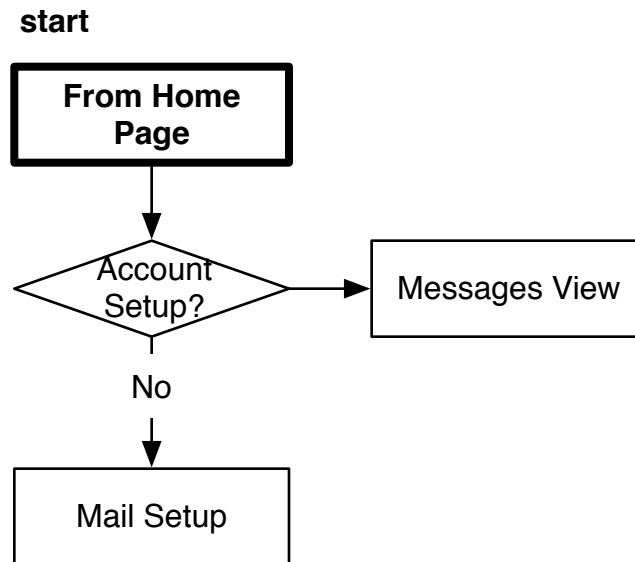 start
From Home
Page
Account
Setup?
Messages View
No
Mail Setup